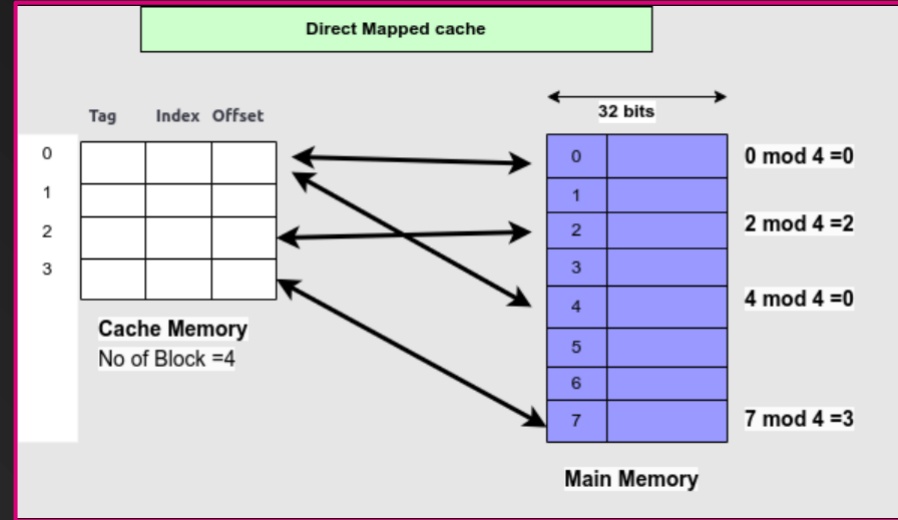 Direct Mapped cache
32 bits
Tag Index Offset
0
1
2
3
Cache Memory
No of Block =4
0
1
2
3
4
5
6
7
0 mod 4 =0
2 mod 4 =2
4 mod 4 =0
7 mod 4 =3
Main Memory